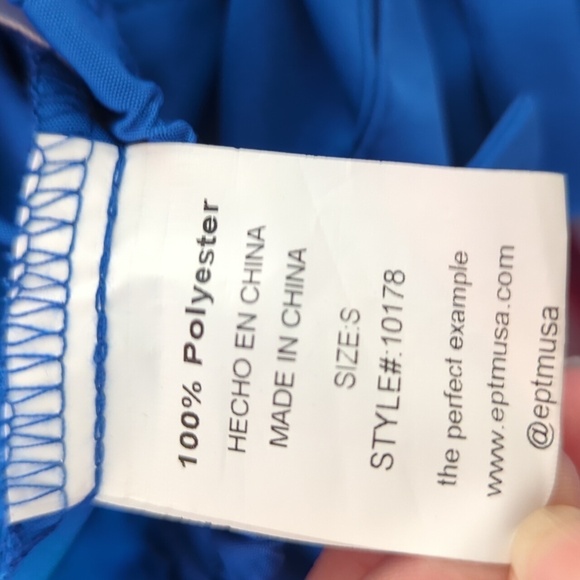 100% Polyester
HECHO EN CHINA
MADE IN CHINA
SIZE:S
STYLE#:10178
the perfect example
www.eptmusa.com
@eptmusa